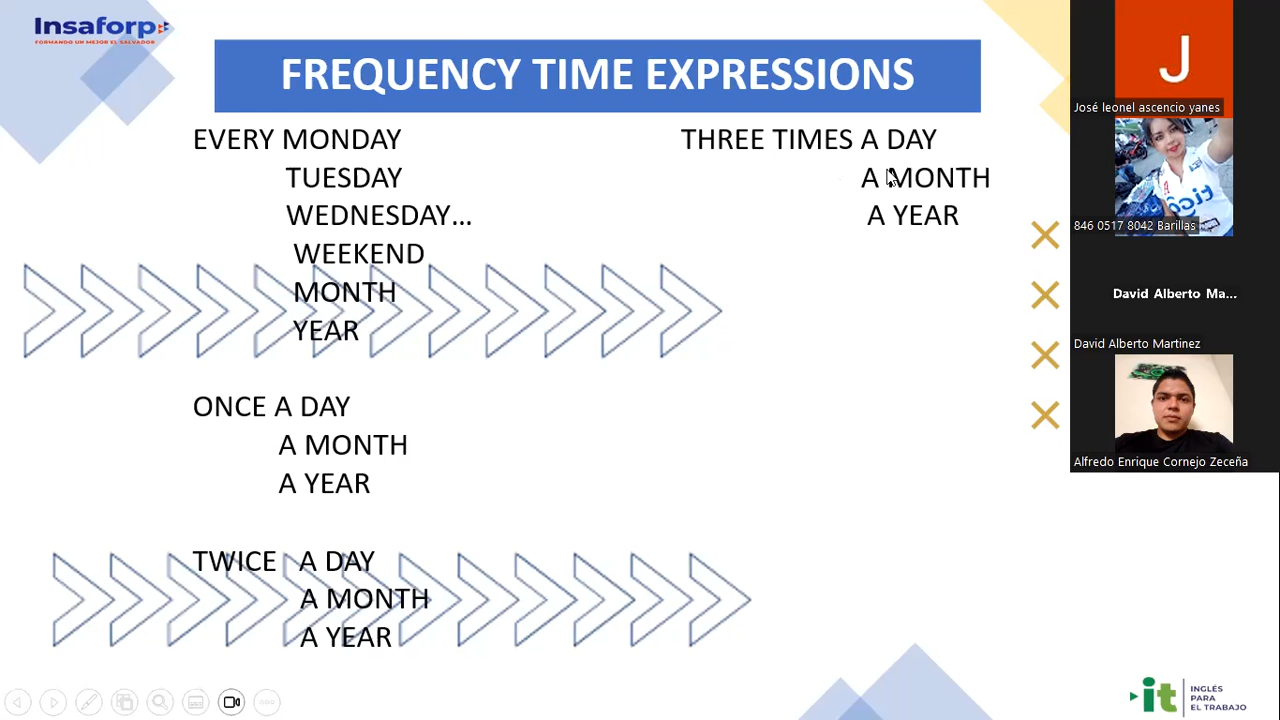 Insaforp
FORMANDO UN MEJOR EL SALVADOR
FREQUENCY TIME EXPRESSIONS
EVERY MONDAY
TUESDAY
WEDNESDAY...
WEEKEND
MONTH
YEAR
ONCE A DAY
A MONTH
A YEAR
TWICE A DAY
A MONTH
A YEAR
THREE TIMES A DAY
A MONTH
A YEAR
J
José leonel ascencio yanes
846 0517 8042 Barillas
David Alberto Ma...
David Alberto Martinez
Alfredo Enrique Cornejo Zeceña
it
INGLÉS
PARA
EL TRABAJO